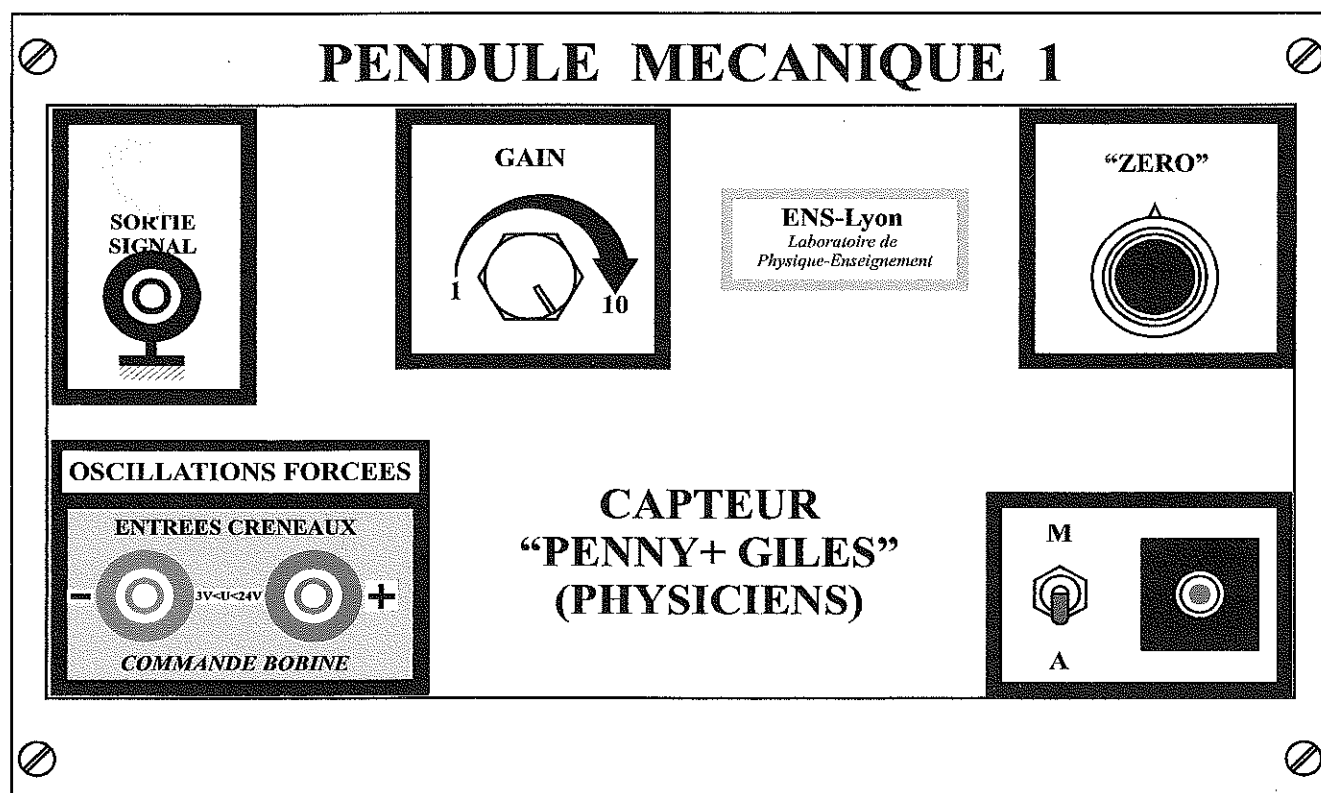 PENDULE MECANIQUE 1
SORTIE
SIGNAL
GAIN
1
10
ENS-Lyon
Laboratoire de
Physique-Enseignement
“ZERO”
OSCILLATIONS FORCEES
ENTREES CRENEAUX
- 3V<U<24V +
COMMANDE BOBINE
CAPTEUR
“PENNY+ GILES”
(PHYSICIENS)
M
A